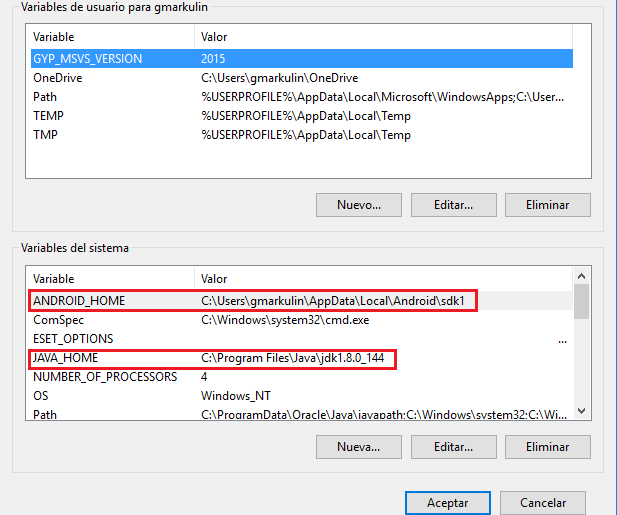 Variables de usuario para gmarkulin
Variable Valor
GYP_MSVS_VERSION 2015
OneDrive C:\Users\gmarkulin\OneDrive
Path %USERPROFILE%\AppData\Local\Microsoft\WindowsApps;C:\User...
TEMP %USERPROFILE%\AppData\Local\Temp
TMP %USERPROFILE%\AppData\Local\Temp
Nuevo... Editar... Eliminar
Variables del sistema
Variable Valor
ANDROID_HOME C:\Users\gmarkulin\AppData\Local\Android\sdk1
ComSpec C:\Windows\system32\cmd.exe
ESET_OPTIONS ...
JAVA_HOME C:\Program Files\Java\jdk1.8.0_144
NUMBER_OF_PROCESSORS 4
OS Windows_NT
Path C:\ProgramData\Oracle\Java\javapath;C:\Windows\system32;C:\Wi...
Nueva... Editar... Eliminar
Aceptar Cancelar